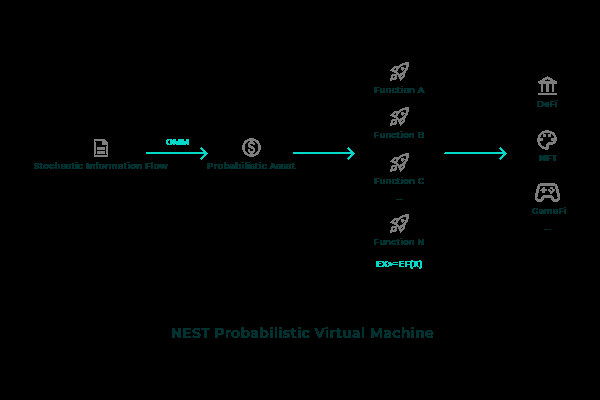 Function A
DeFi
Function B
OMM
NFT
Stochastic Information Flow
Probabilistic Asset
Function C
...
GameFi
...
Function N
EX>=EF(X)
NEST Probabilistic Virtual Machine